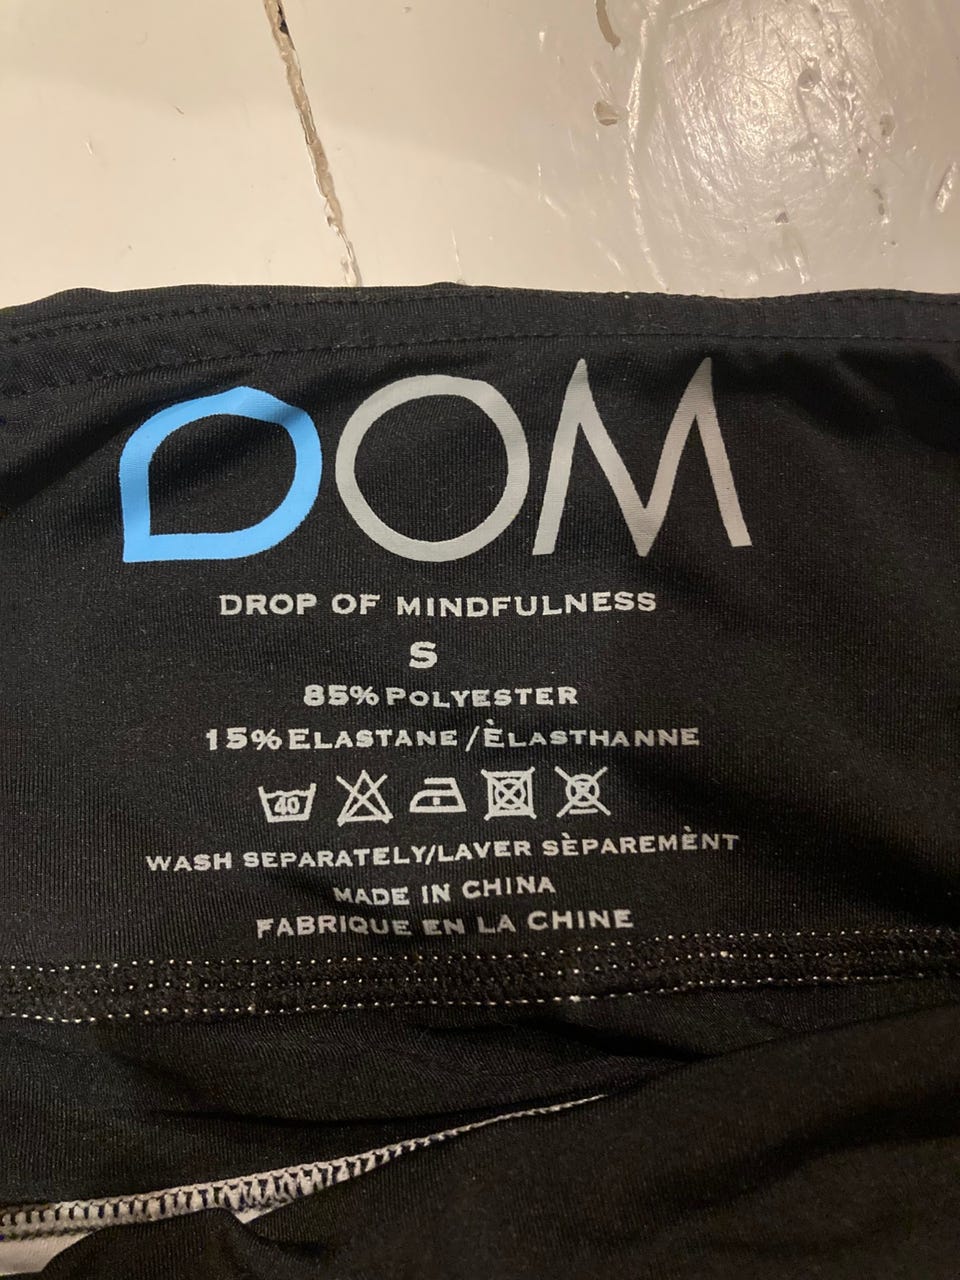 DOM
DROP OF MINDFULNESS
S
85% POLYESTER
15% ELASTANE/ÈLASTHANNE
40 P
WASH SEPARATELY/LAVER SÈPAREMÈNT
MADE IN CHINA
FABRIQUE EN LA CHINE